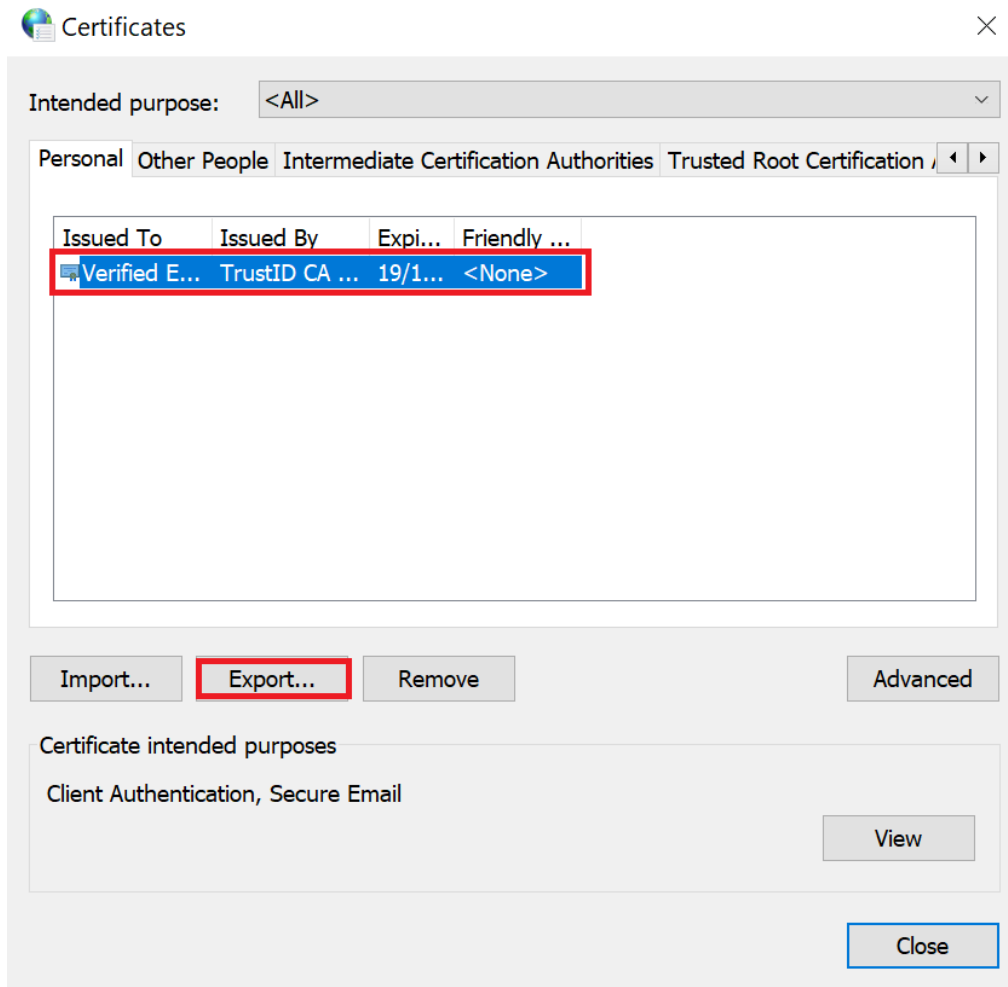 Certificates
Intended purpose: <All>
Personal Other People Intermediate Certification Authorities Trusted Root Certification
Issued To Issued By Expi... Friendly ...
Verified E... TrustID CA ... 19/1... <None>
Import... Export... Remove Advanced
Certificate intended purposes
Client Authentication, Secure Email
View
Close